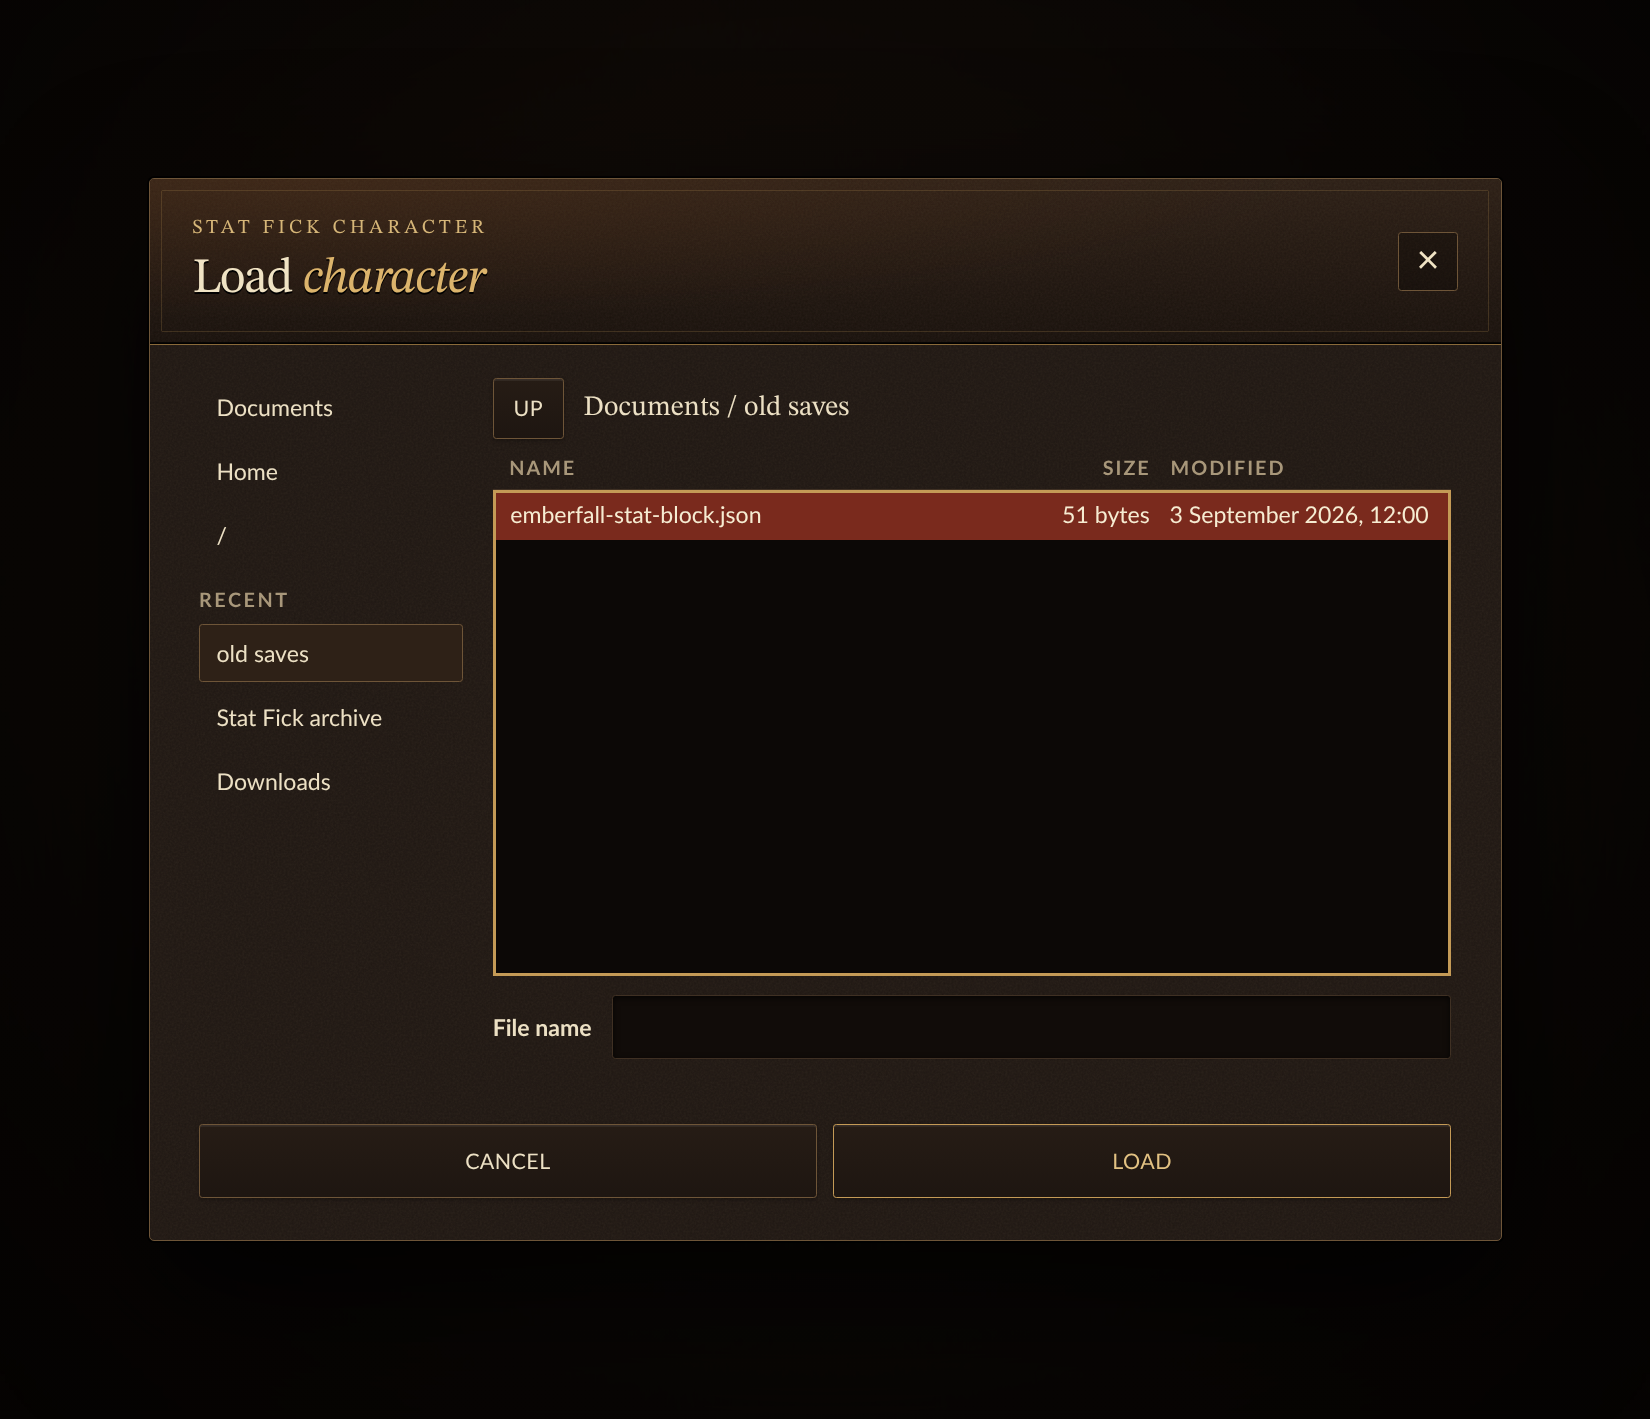 STAT FICK CHARACTER
Load character
×
Documents
Home
/
RECENT
old saves
Stat Fick archive
Downloads
UP
Documents / old saves
NAME SIZE MODIFIED
emberfall-stat-block.json 51 bytes 3 September 2026, 12:00
File name
CANCEL
LOAD